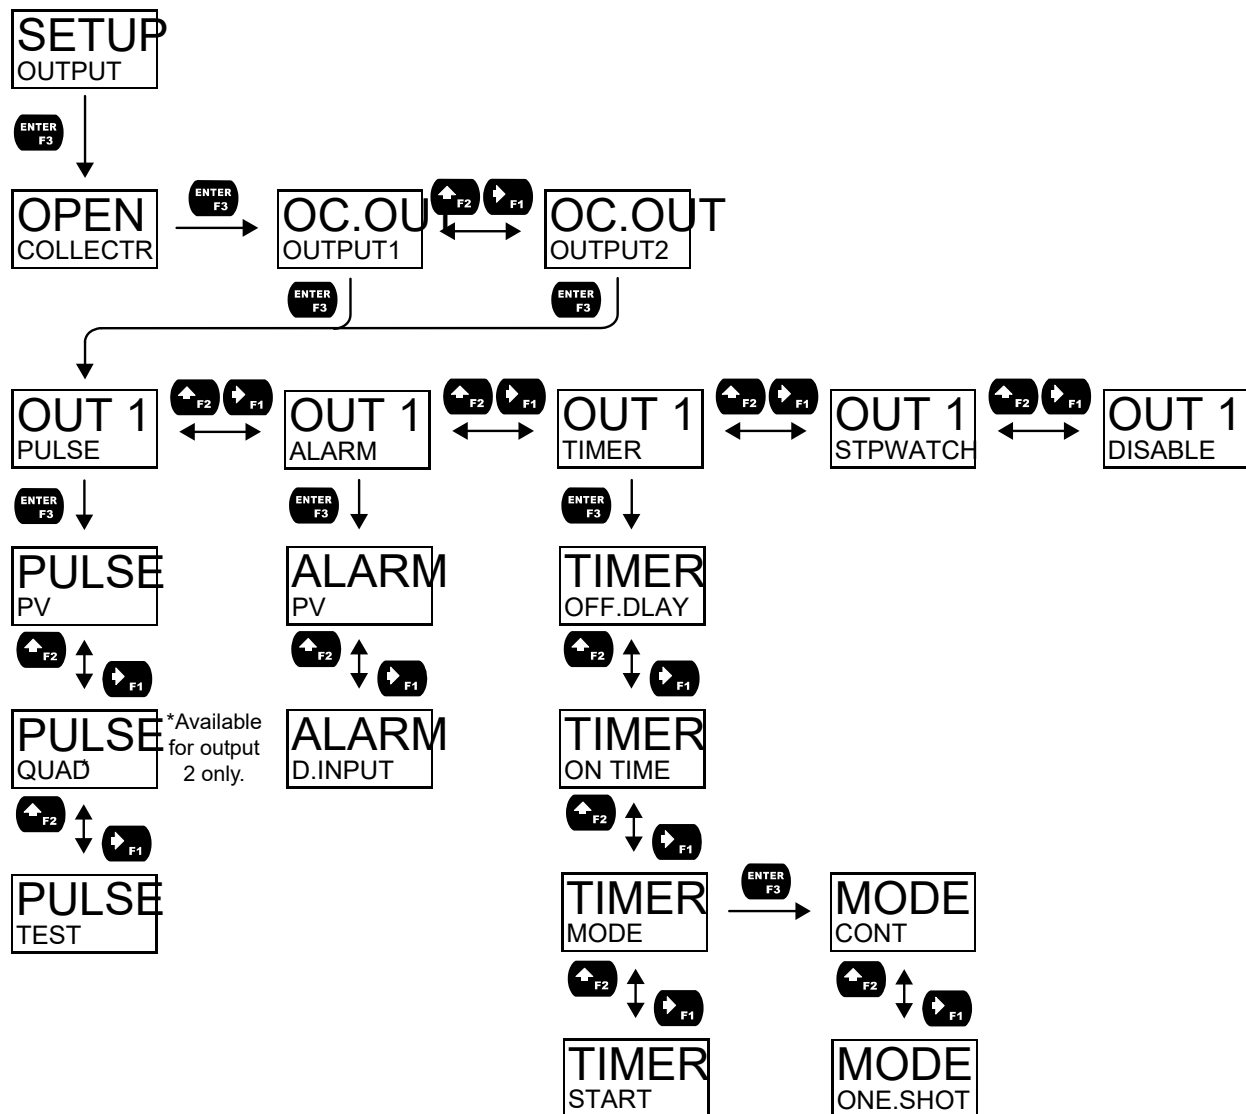 SETUP
OUTPUT
ENTER
F3
OPEN
COLLECTR
ENTER
F3
OC.OUT
OUTPUT1
F2
F1
OC.OUT
OUTPUT2
ENTER
F3
ENTER
F3
OUT 1
PULSE
F2
F1
OUT 1
ALARM
F2
F1
OUT 1
TIMER
F2
F1
OUT 1
STPWATCH
F2
F1
OUT 1
DISABLE
ENTER
F3
ENTER
F3
ENTER
F3
PULSE
PV
ALARM
PV
TIMER
OFF.DLAY
F2
F1
F2
F1
F2
F1
PULSE
QUAD*
*Available
for output
2 only.
ALARM
D.INPUT
TIMER
ON TIME
F2
F1
F2
F1
PULSE
TEST
TIMER
MODE
ENTER
F3
MODE
CONT
F2
F1
F2
F1
TIMER
START
MODE
ONE.SHOT